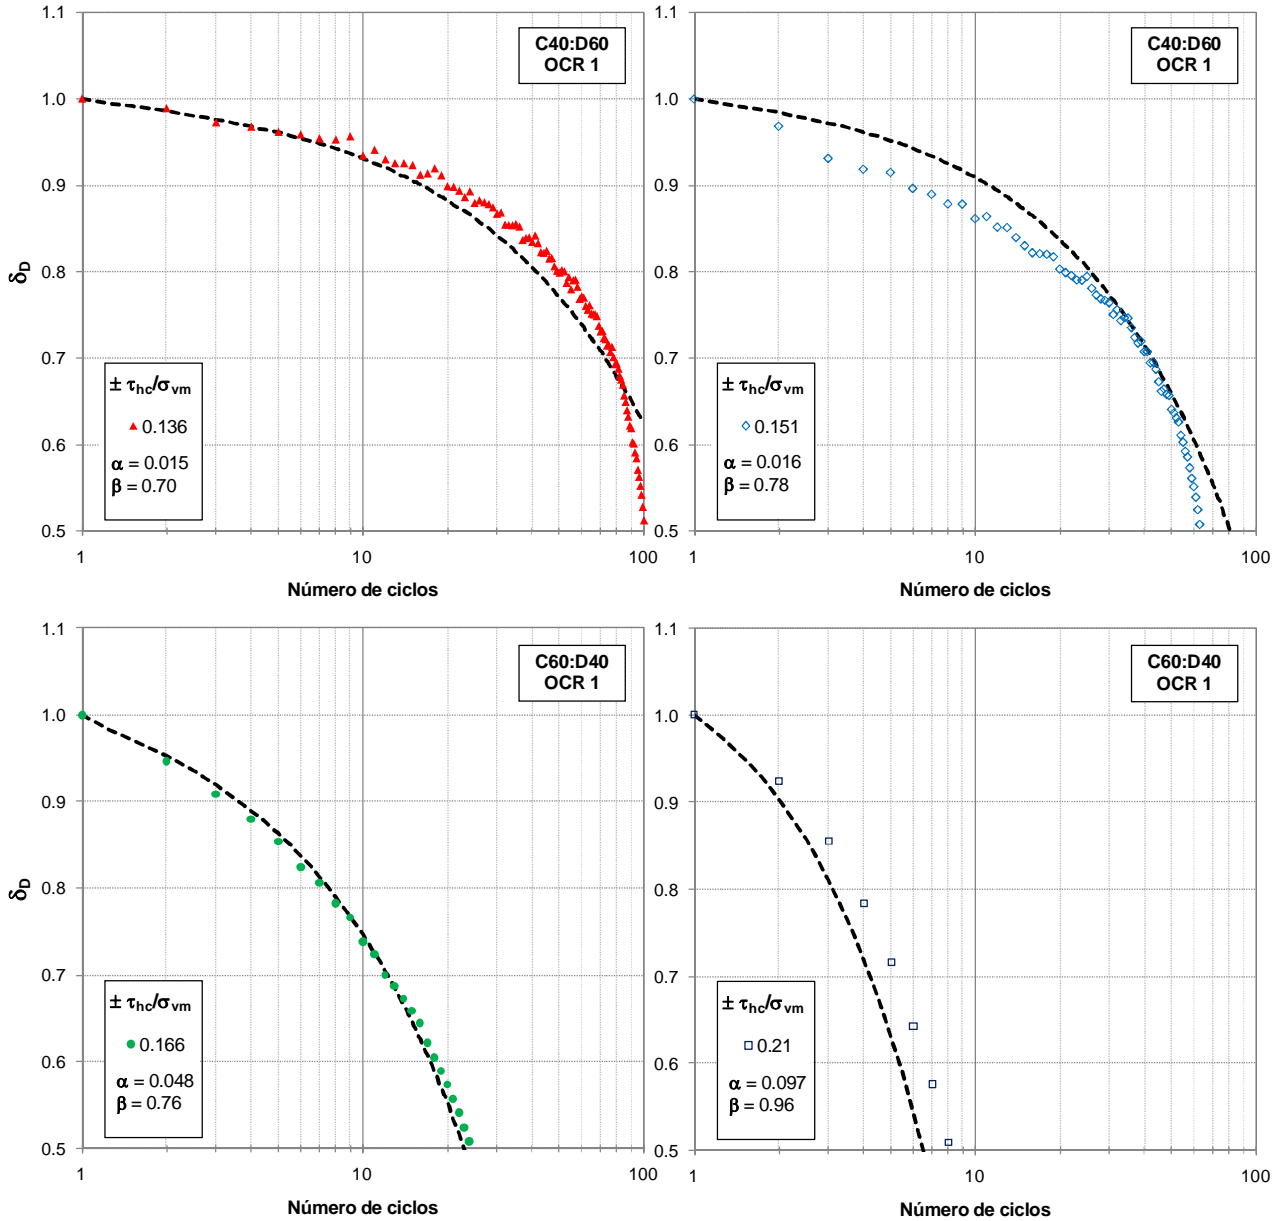 1.1
1.0
0.9
0.8
0.7
0.6
0.5
δD
C40:D60
OCR 1
± τhc/σvm
0.136
α = 0.015
β = 0.70
1 10 100
Número de ciclos
1.1
1.0
0.9
0.8
0.7
0.6
0.5
C40:D60
OCR 1
± τhc/σvm
0.151
α = 0.016
β = 0.78
1 10 100
Número de ciclos
1.1
1.0
0.9
0.8
0.7
0.6
0.5
δD
C60:D40
OCR 1
± τhc/σvm
0.166
α = 0.048
β = 0.76
1 10 100
Número de ciclos
1.1
1.0
0.9
0.8
0.7
0.6
0.5
C60:D40
OCR 1
± τhc/σvm
0.21
α = 0.097
β = 0.96
1 10 100
Número de ciclos